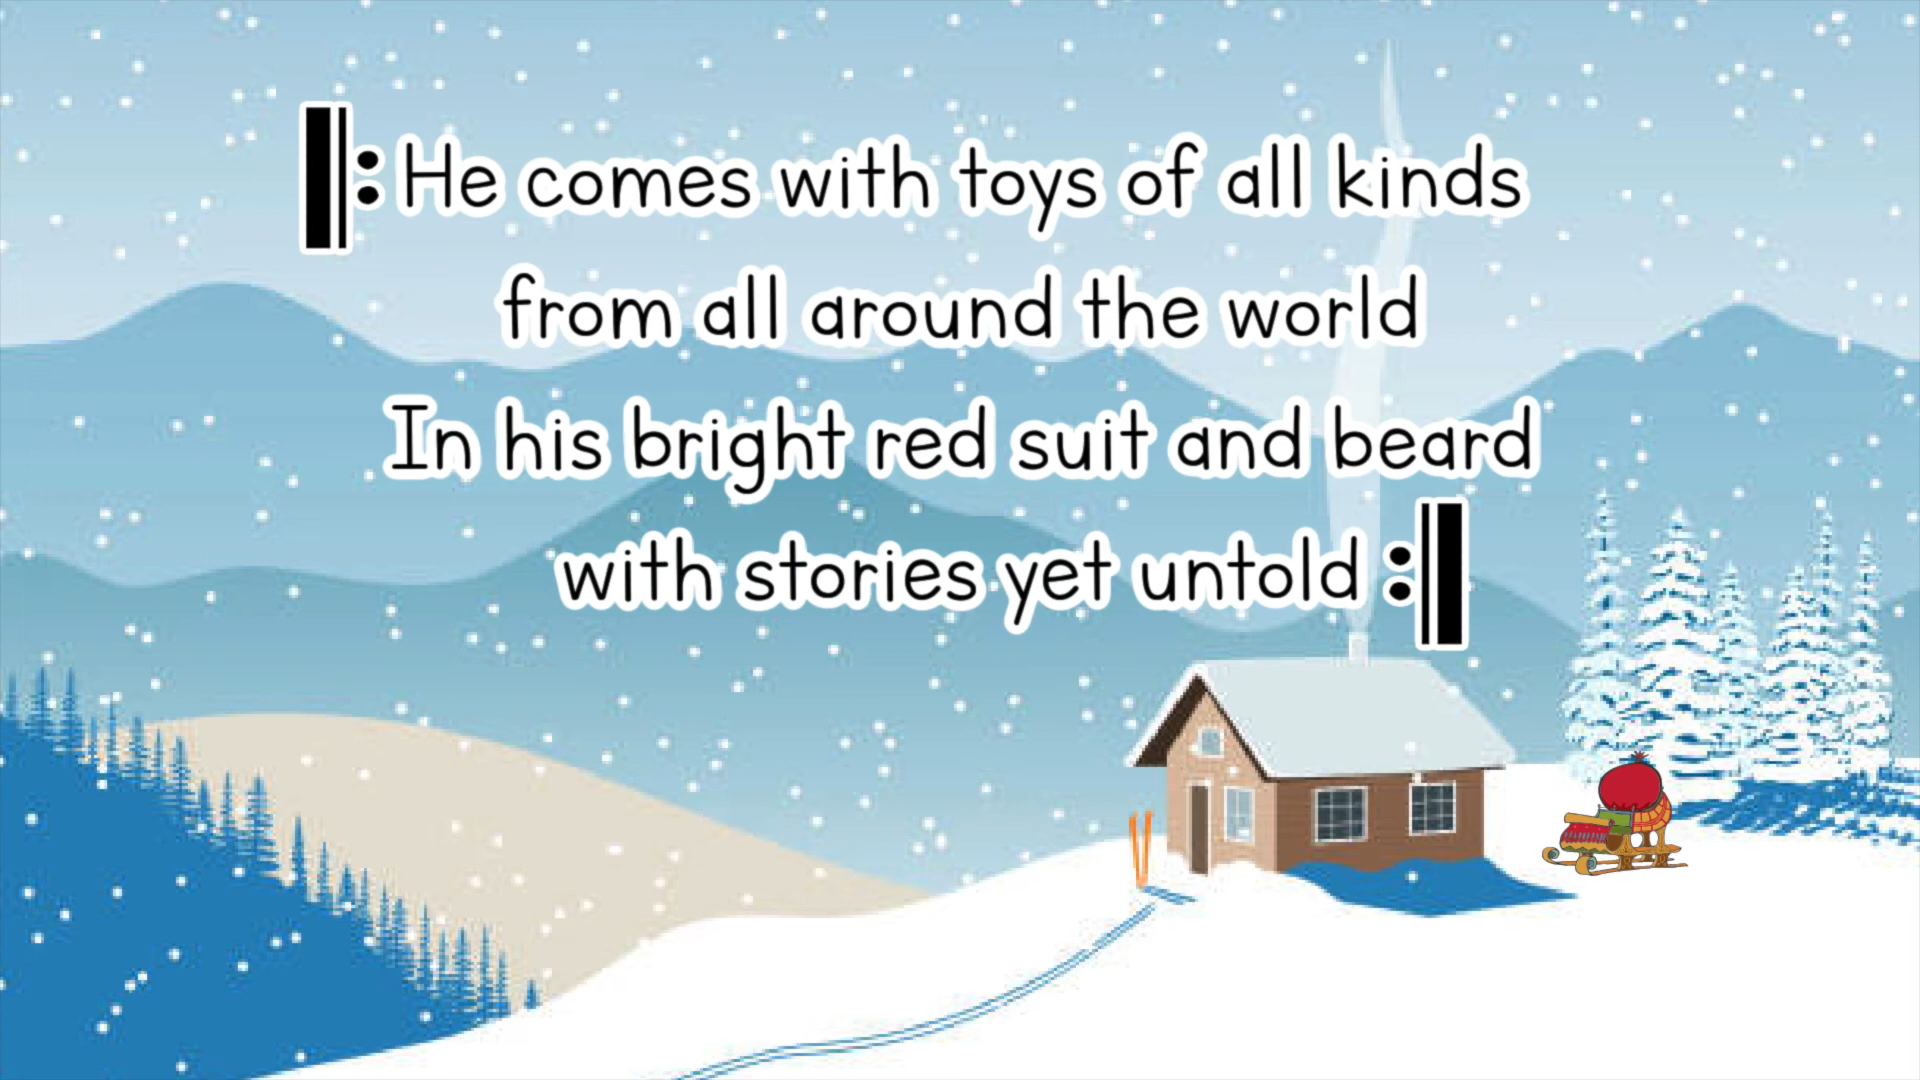 He comes with toys of all kinds
from all around the world
In his bright red suit and beard
with stories yet untold